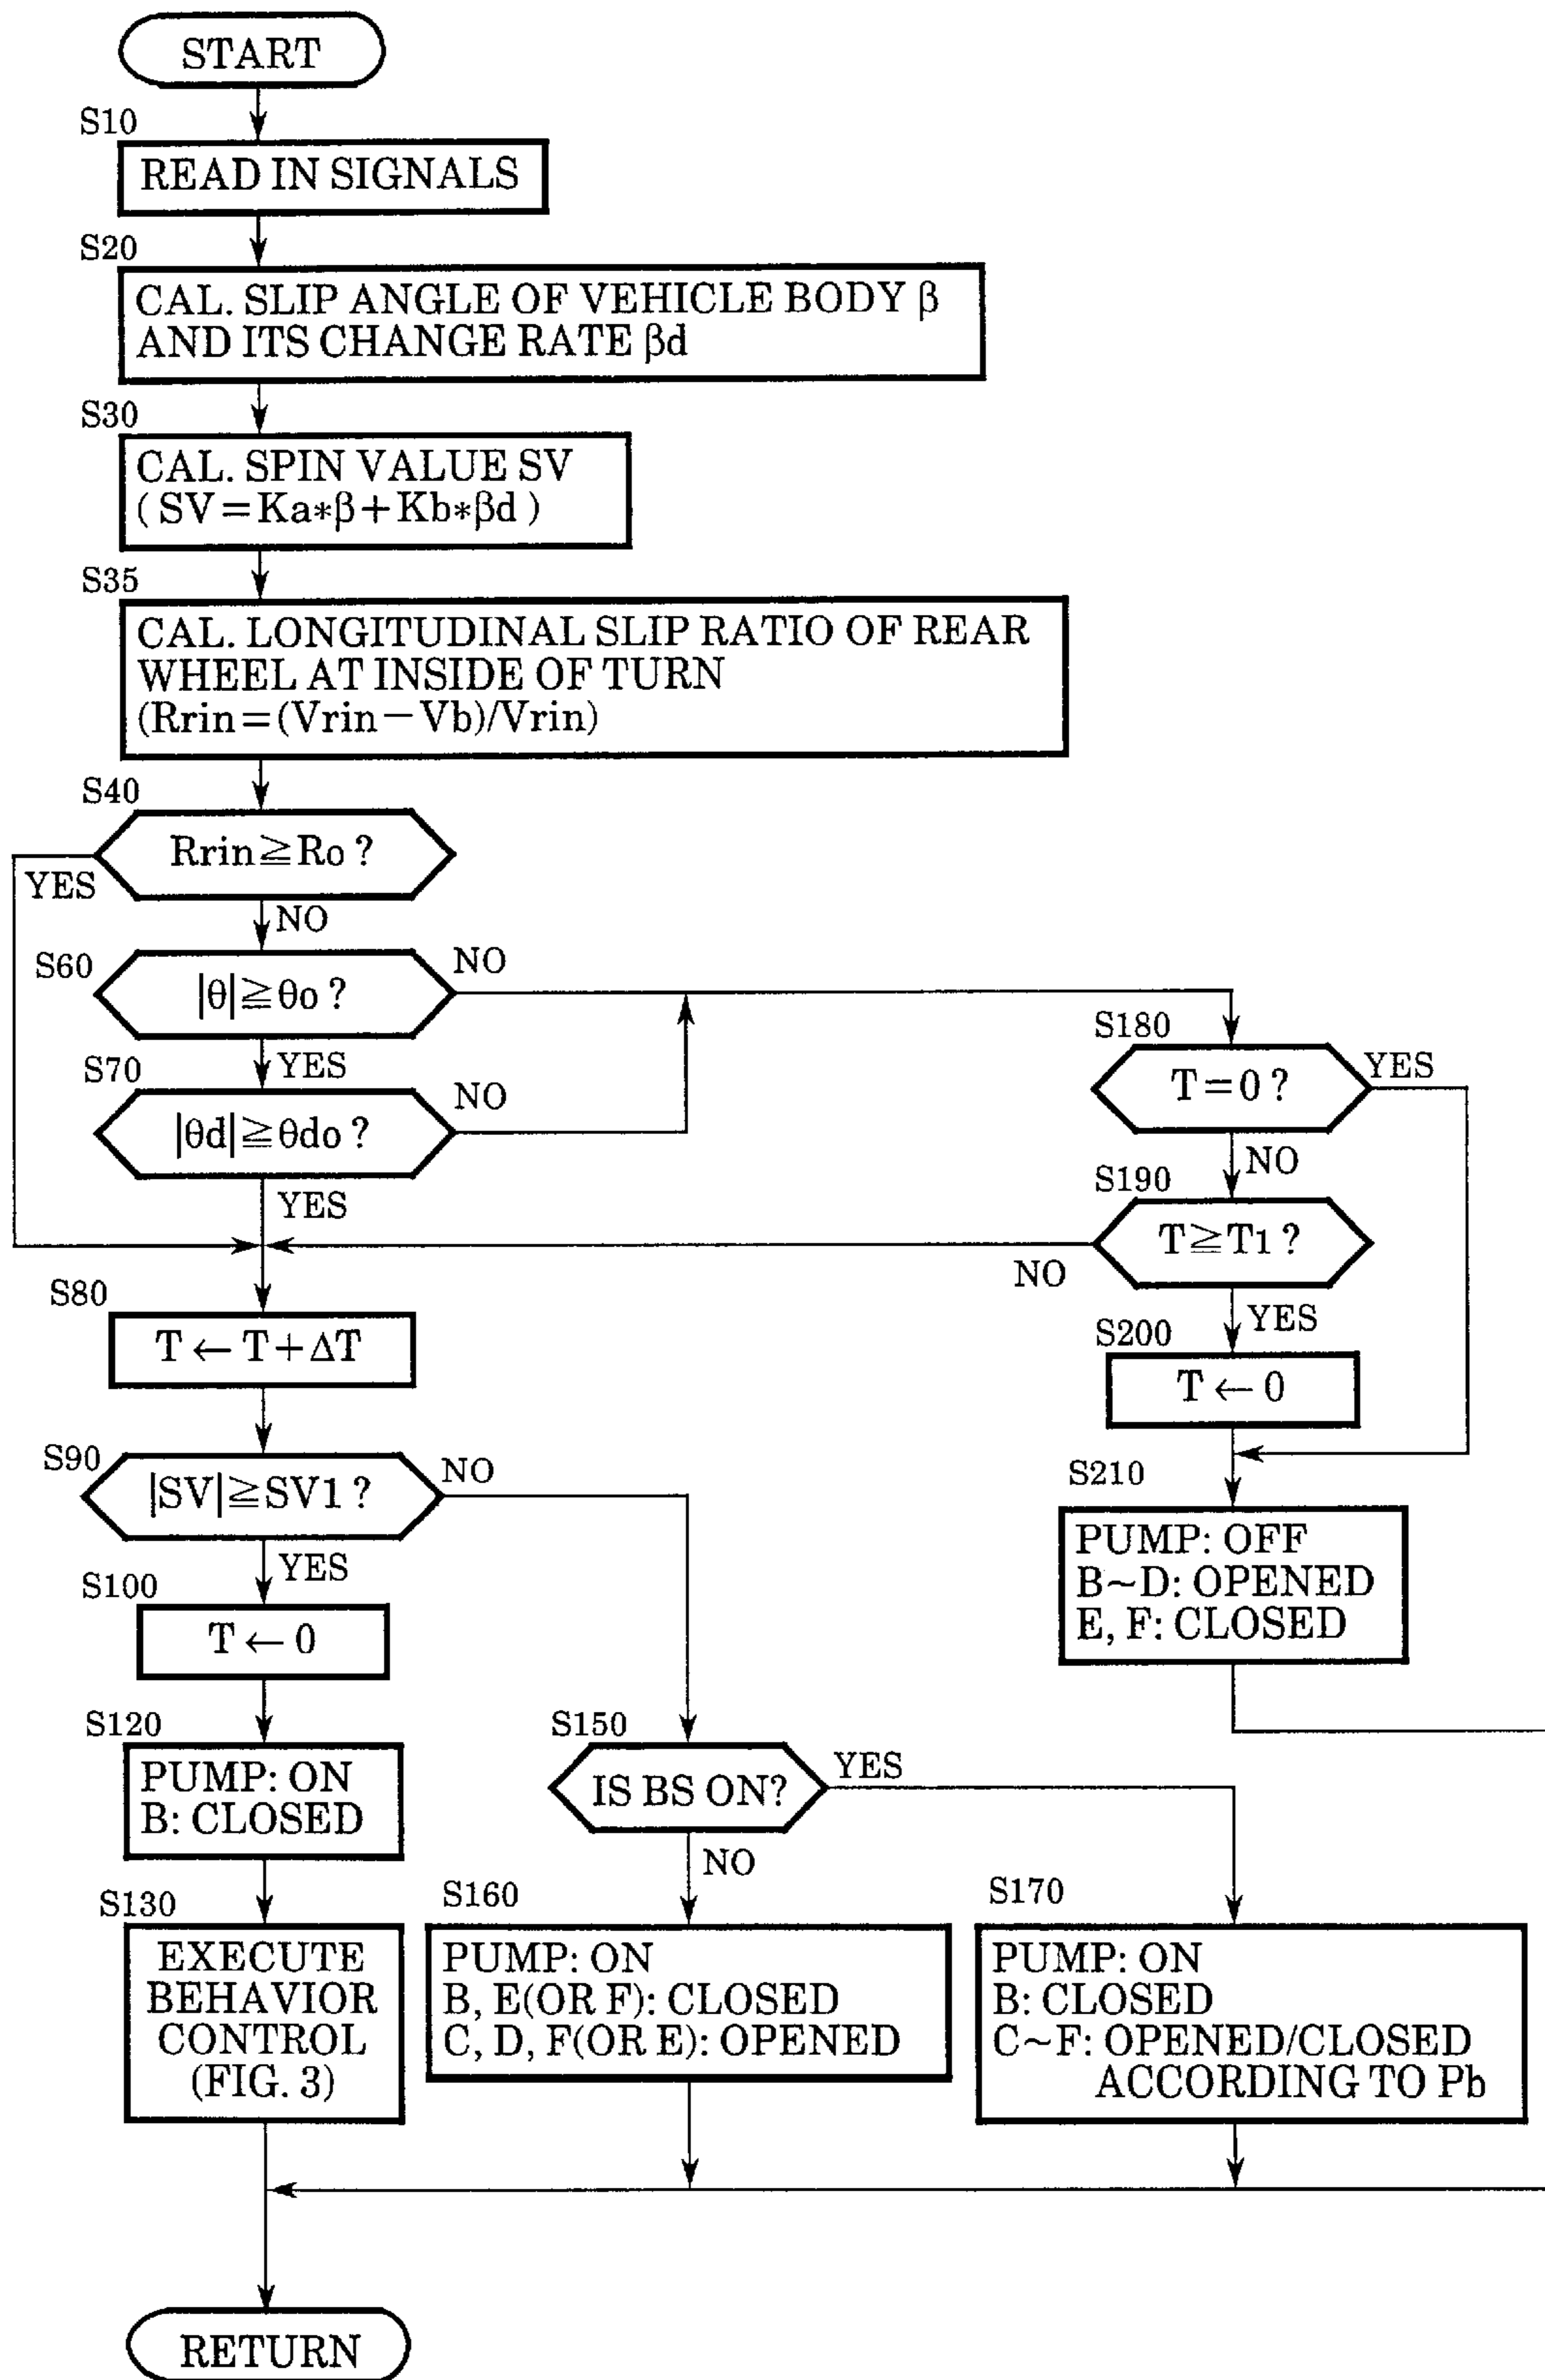 START
S10
READ IN SIGNALS
S20
CAL. SLIP ANGLE OF VEHICLE BODY β
AND ITS CHANGE RATE βd
S30
CAL. SPIN VALUE SV
( SV=Ka*β+Kb*βd )
S35
CAL. LONGITUDINAL SLIP RATIO OF REAR
WHEEL AT INSIDE OF TURN
(Rrin=(Vrin−Vb)/Vrin)
S40
Rrin≧Ro ?
YES
NO
S60
|θ|≧θo ?
NO
YES
S70
|θd|≧θdo ?
NO
YES
S180
T=0 ?
YES
NO
S190
T≧T1 ?
NO
YES
S200
T←0
S210
PUMP: OFF
B~D: OPENED
E, F: CLOSED
S80
T←T+ΔT
S90
|SV|≧SV1 ?
NO
YES
S100
T←0
S120
PUMP: ON
B: CLOSED
S130
EXECUTE
BEHAVIOR
CONTROL
(FIG. 3)
S150
IS BS ON?
YES
NO
S160
PUMP: ON
B, E(OR F): CLOSED
C, D, F(OR E): OPENED
S170
PUMP: ON
B: CLOSED
C~F: OPENED/CLOSED
ACCORDING TO Pb
RETURN